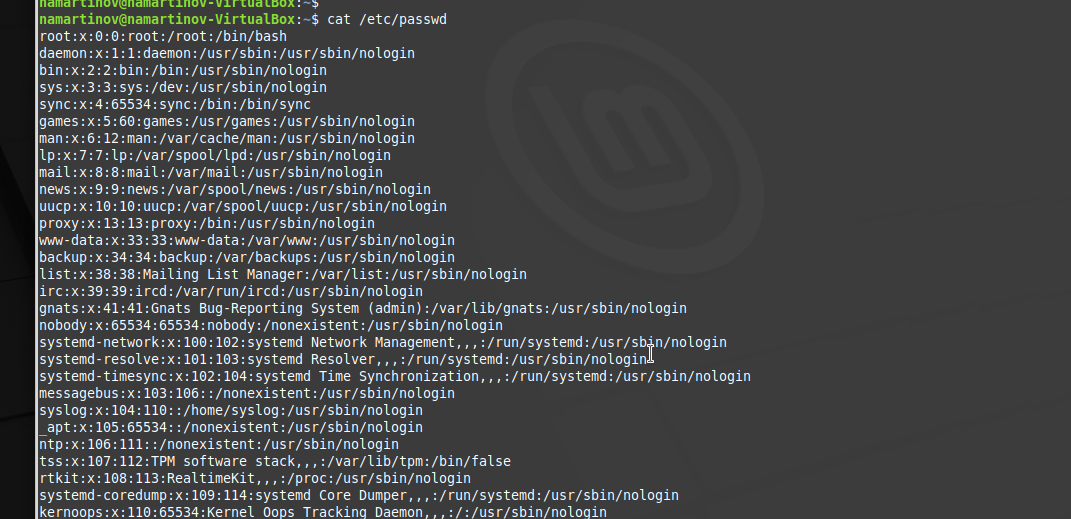 namartinov@namartinov-VirtualBox:~$
namartinov@namartinov-VirtualBox:~$ cat /etc/passwd
root:x:0:0:root:/root:/bin/bash
daemon:x:1:1:daemon:/usr/sbin:/usr/sbin/nologin
bin:x:2:2:bin:/bin:/usr/sbin/nologin
sys:x:3:3:sys:/dev:/usr/sbin/nologin
sync:x:4:65534:sync:/bin:/bin/sync
games:x:5:60:games:/usr/games:/usr/sbin/nologin
man:x:6:12:man:/var/cache/man:/usr/sbin/nologin
lp:x:7:7:lp:/var/spool/lpd:/usr/sbin/nologin
mail:x:8:8:mail:/var/mail:/usr/sbin/nologin
news:x:9:9:news:/var/spool/news:/usr/sbin/nologin
uucp:x:10:10:uucp:/var/spool/uucp:/usr/sbin/nologin
proxy:x:13:13:proxy:/bin:/usr/sbin/nologin
www-data:x:33:33:www-data:/var/www:/usr/sbin/nologin
backup:x:34:34:backup:/var/backups:/usr/sbin/nologin
list:x:38:38:Mailing List Manager:/var/list:/usr/sbin/nologin
irc:x:39:39:ircd:/var/run/ircd:/usr/sbin/nologin
gnats:x:41:41:Gnats Bug-Reporting System (admin):/var/lib/gnats:/usr/sbin/nologin
nobody:x:65534:65534:nobody:/nonexistent:/usr/sbin/nologin
systemd-network:x:100:102:systemd Network Management,,,:/run/systemd:/usr/sbin/nologin
systemd-resolve:x:101:103:systemd Resolver,,,:/run/systemd:/usr/sbin/nologin
systemd-timesync:x:102:104:systemd Time Synchronization,,,:/run/systemd:/usr/sbin/nologin
messagebus:x:103:106::/nonexistent:/usr/sbin/nologin
syslog:x:104:110::/home/syslog:/usr/sbin/nologin
_apt:x:105:65534::/nonexistent:/usr/sbin/nologin
ntp:x:106:111::/nonexistent:/usr/sbin/nologin
tss:x:107:112:TPM software stack,,,:/var/lib/tpm:/bin/false
rtkit:x:108:113:RealtimeKit,,,:/proc:/usr/sbin/nologin
systemd-coredump:x:109:114:systemd Core Dumper,,,:/run/systemd:/usr/sbin/nologin
kernoops:x:110:65534:Kernel Oops Tracking Daemon,,,:/:/usr/sbin/nologin